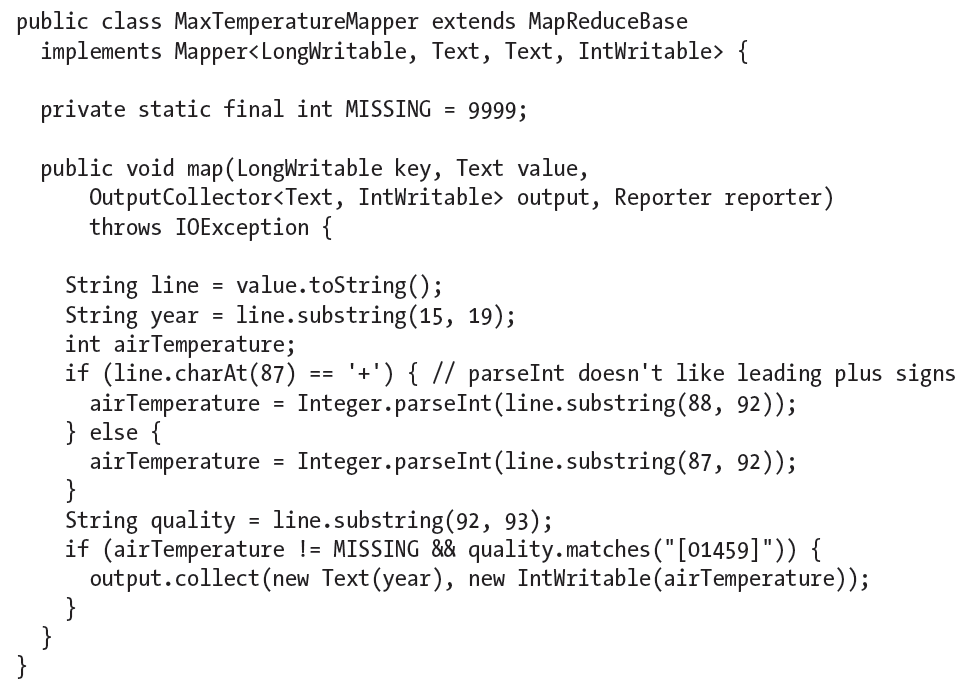 public class MaxTemperatureMapper extends MapReduceBase
  implements Mapper<LongWritable, Text, Text, IntWritable> {

  private static final int MISSING = 9999;

  public void map(LongWritable key, Text value,
      OutputCollector<Text, IntWritable> output, Reporter reporter)
      throws IOException {

    String line = value.toString();
    String year = line.substring(15, 19);
    int airTemperature;
    if (line.charAt(87) == '+') { // parseInt doesn't like leading plus signs
      airTemperature = Integer.parseInt(line.substring(88, 92));
    } else {
      airTemperature = Integer.parseInt(line.substring(87, 92));
    }
    String quality = line.substring(92, 93);
    if (airTemperature != MISSING && quality.matches("[01459]")) {
      output.collect(new Text(year), new IntWritable(airTemperature));
    }
  }
}